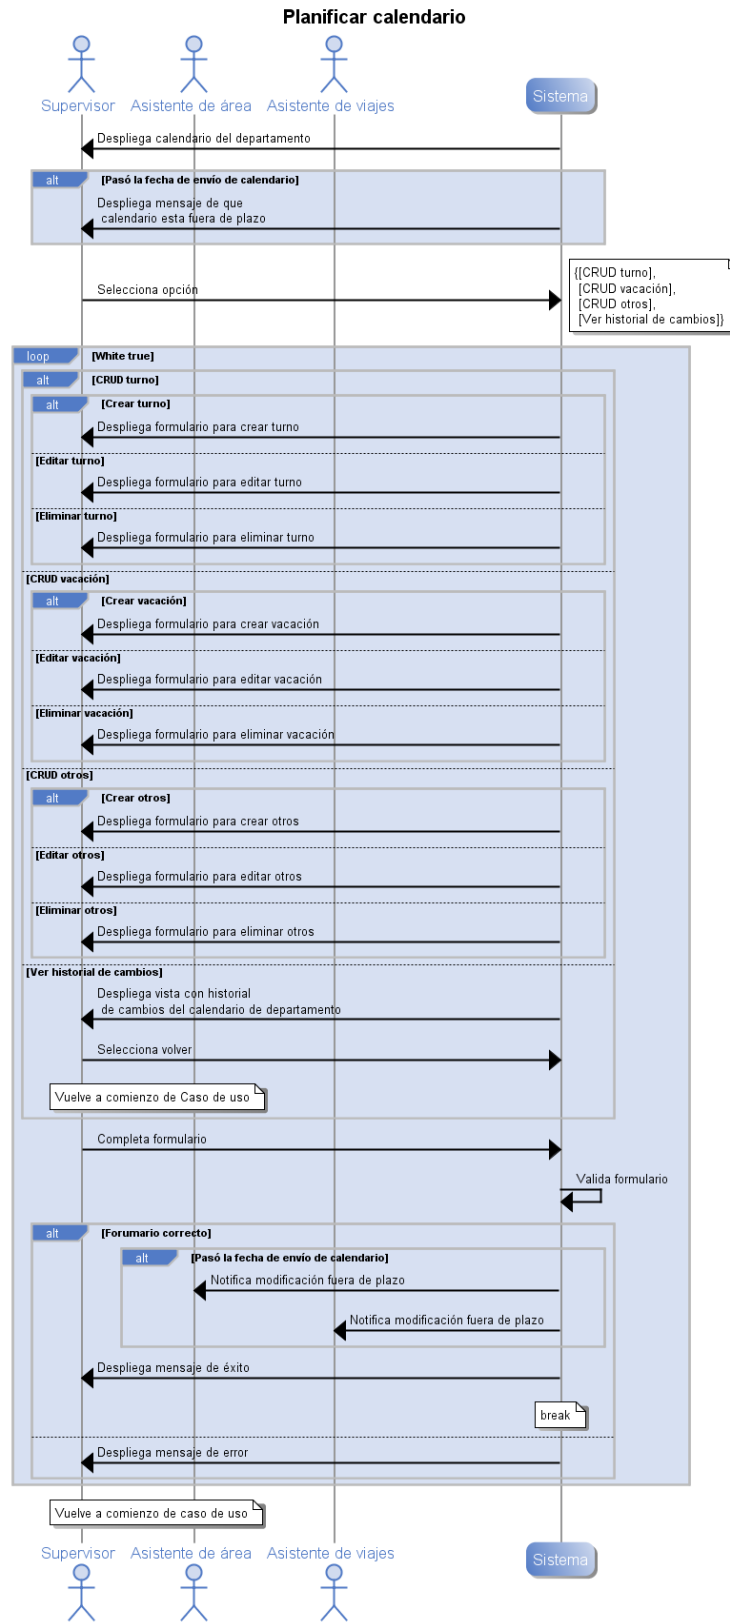 Planificar calendario
Supervisor
Asistente de área
Asistente de viajes
Sistema
Despliega calendario del departamento
alt
[Pasó la fecha de envío de calendario]
Despliega mensaje de que
calendario esta fuera de plazo
{[CRUD turno],
[CRUD vacación],
[CRUD otros],
[Ver historial de cambios]}
Selecciona opción
loop
[White true]
alt
[CRUD turno]
alt
[Crear turno]
Despliega formulario para crear turno
[Editar turno]
Despliega formulario para editar turno
[Eliminar turno]
Despliega formulario para eliminar turno
[CRUD vacación]
alt
[Crear vacación]
Despliega formulario para crear vacación
[Editar vacación]
Despliega formulario para editar vacación
[Eliminar vacación]
Despliega formulario para eliminar vacación
[CRUD otros]
alt
[Crear otros]
Despliega formulario para crear otros
[Editar otros]
Despliega formulario para editar otros
[Eliminar otros]
Despliega formulario para eliminar otros
[Ver historial de cambios]
Despliega vista con historial
de cambios del calendario de departamento
Selecciona volver
Vuelve a comienzo de Caso de uso
Completa formulario
Valida formulario
alt
[Forumario correcto]
alt
[Pasó la fecha de envío de calendario]
Notifica modificación fuera de plazo
Notifica modificación fuera de plazo
Despliega mensaje de éxito
break
Despliega mensaje de error
Vuelve a comienzo de caso de uso
Supervisor
Asistente de área
Asistente de viajes
Sistema